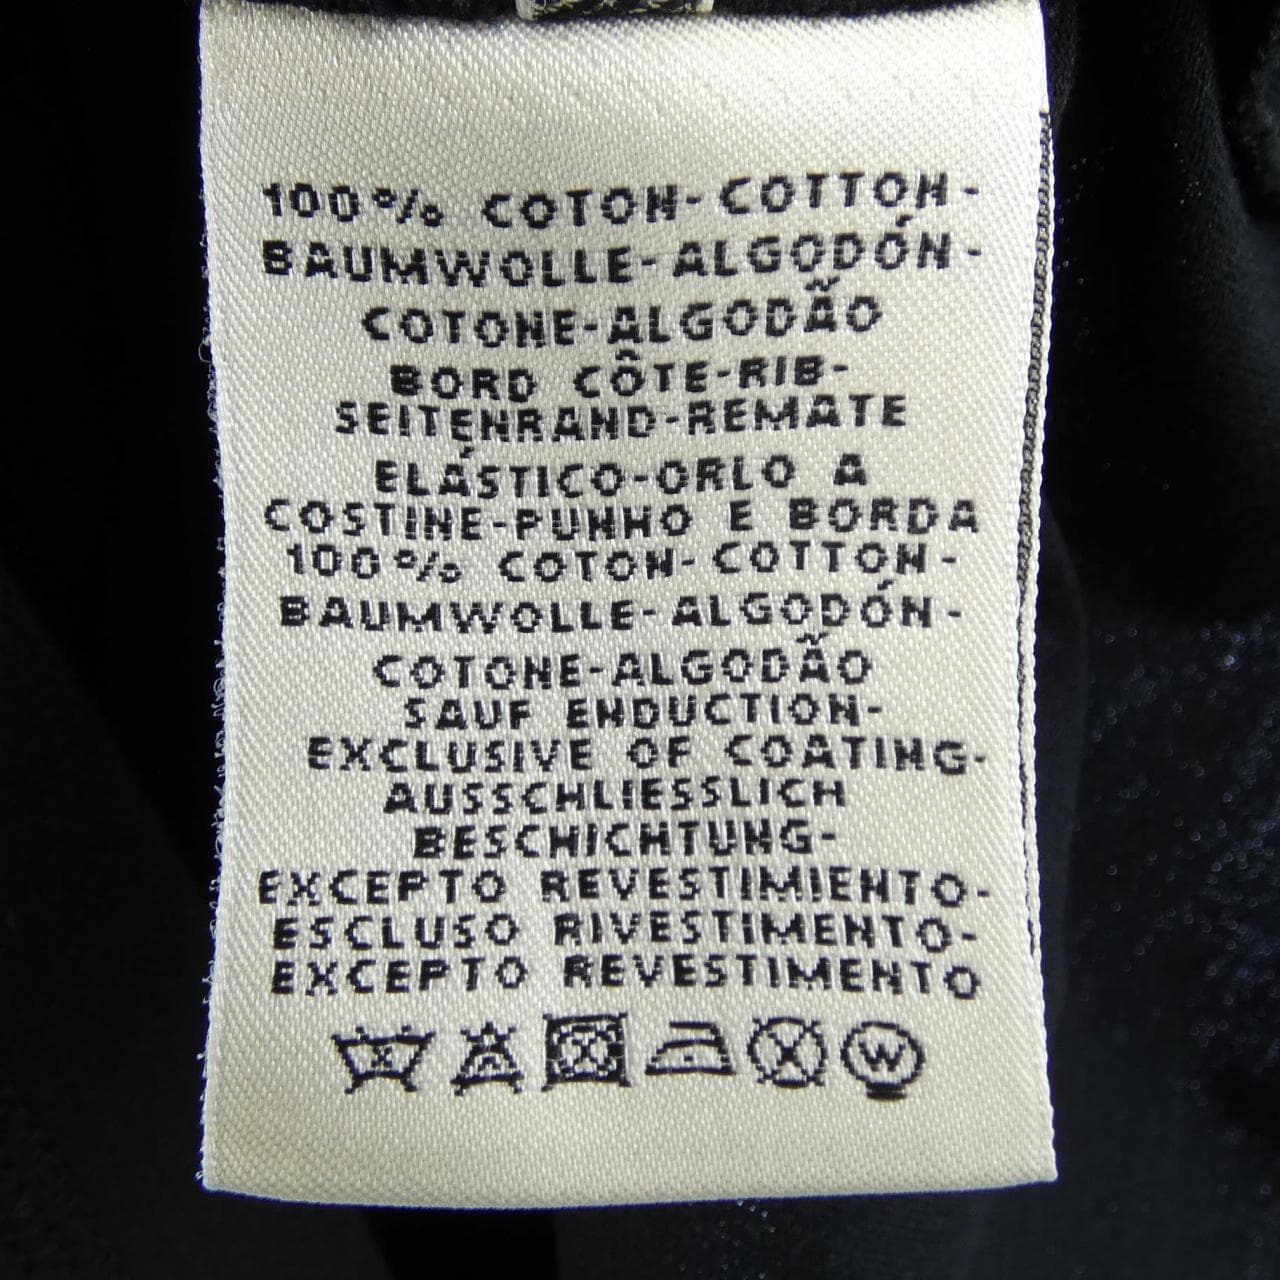 100% COTON-COTTON-
BAUMWOLLE-ALGODÓN-
COTONE-ALGODÃO
BORD CÔTE-RIB-
SEITENRAND-REMATE
ELÁSTICO-ORLO A
COSTINE-PUNHO E BORDA
100% COTON-COTTON-
BAUMWOLLE-ALGODÓN-
COTONE-ALGODÃO
SAUF ENDUCTION-
EXCLUSIVE OF COATING-
AUSSCHLIESSLICH
BESCHICHTUNG-
EXCEPTO REVESTIMIENTO-
ESCLUSO RIVESTIMENTO-
EXCEPTO REVESTIMENTO
W